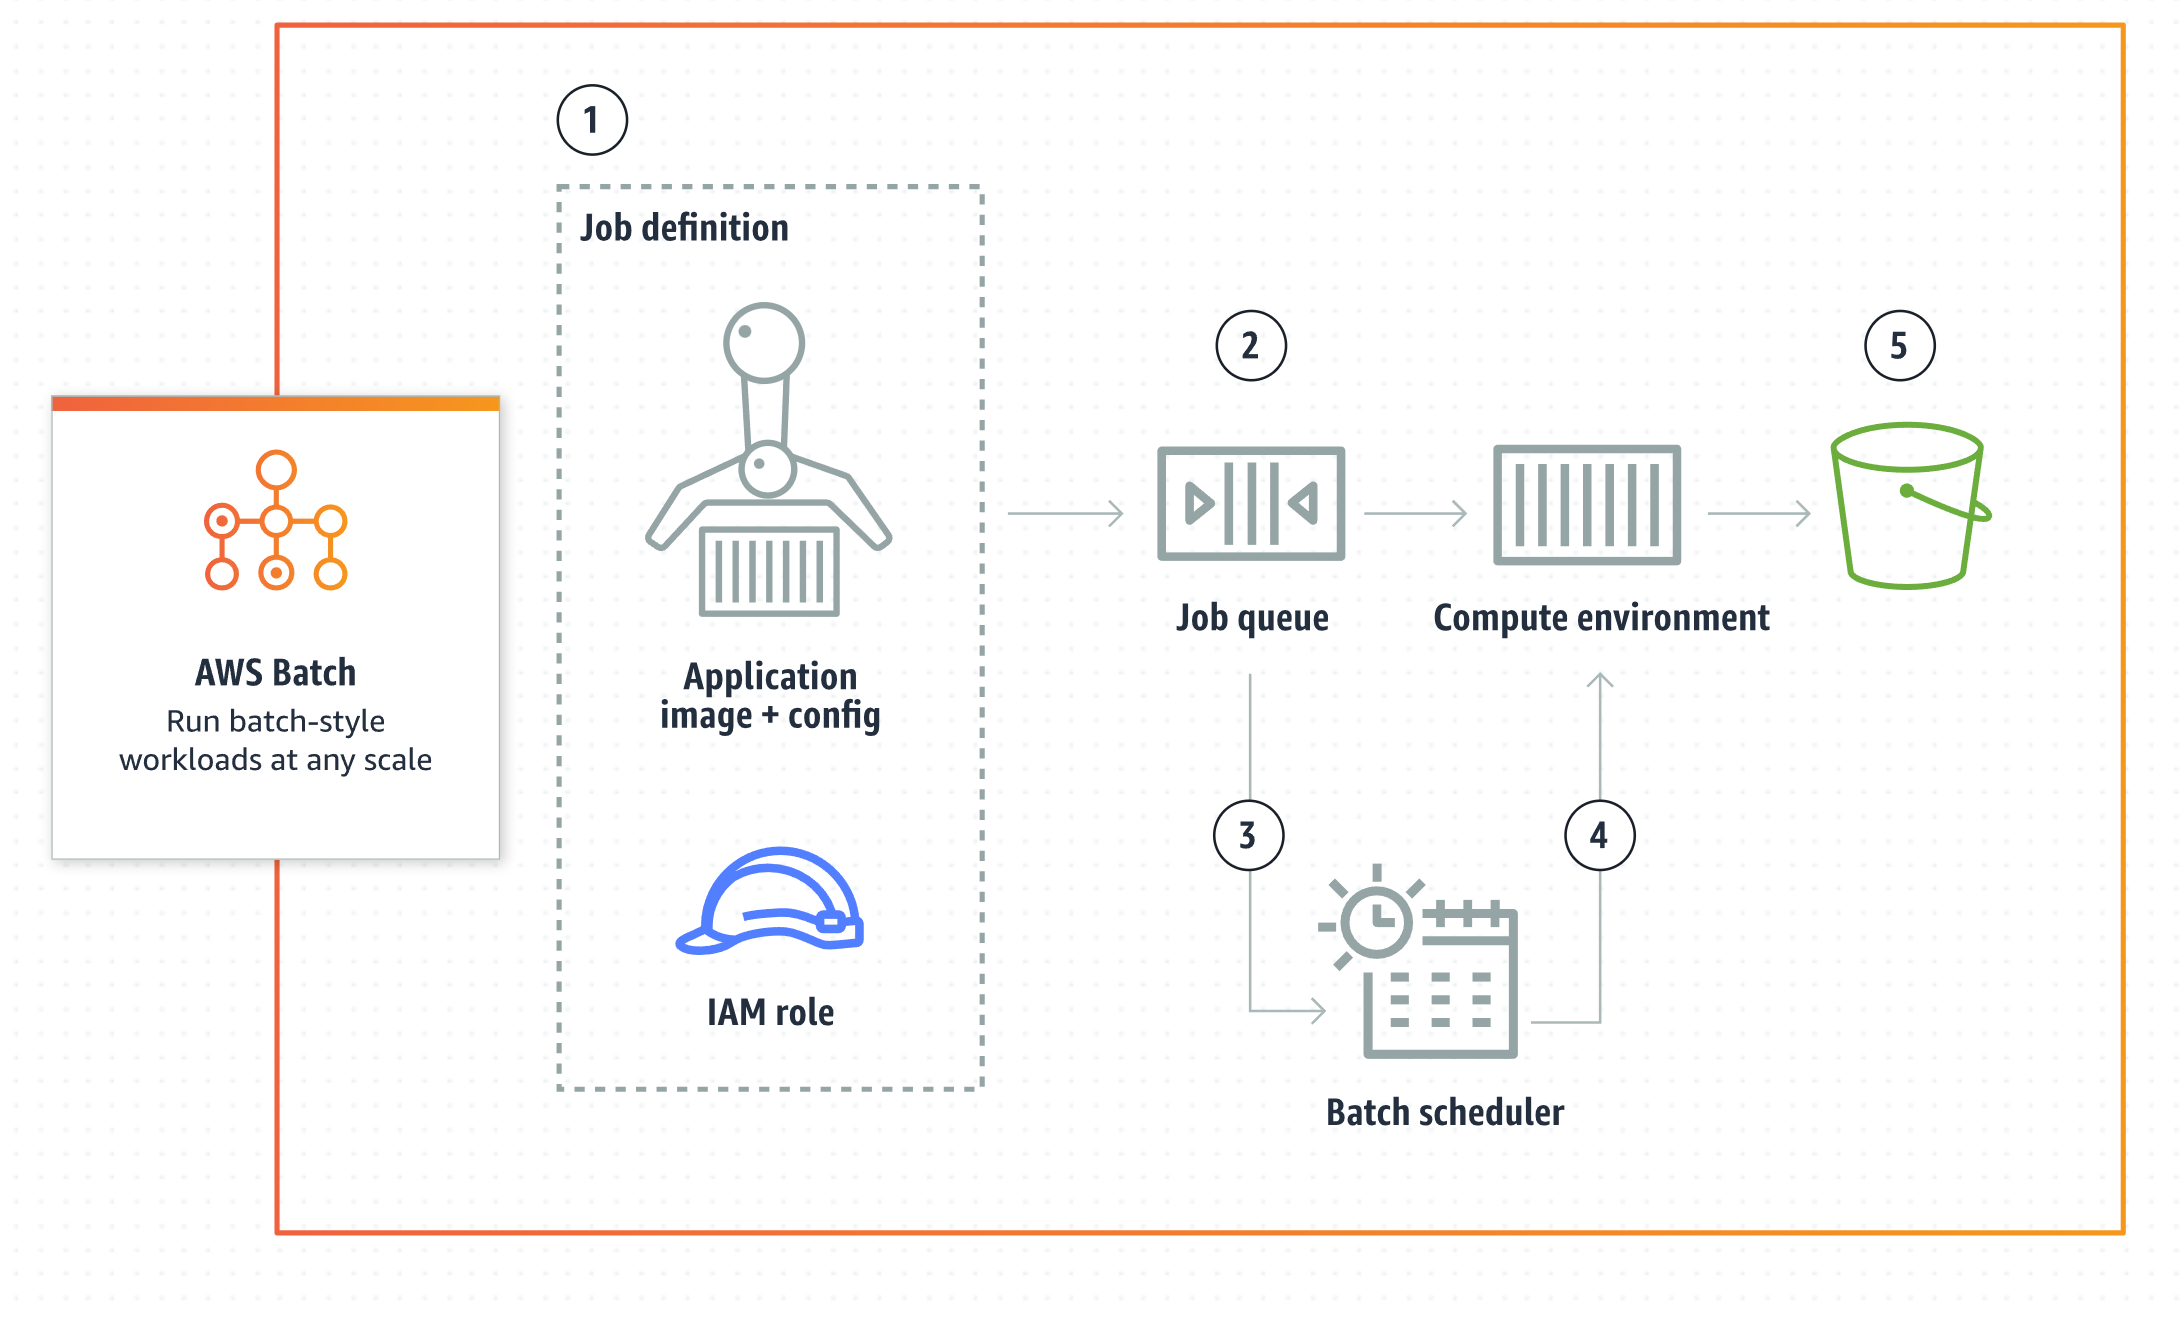 AWS Batch
Run batch-style
workloads at any scale
1
Job definition
Application
image + config
IAM role
2
Job queue
Compute environment
5
3
4
Batch scheduler